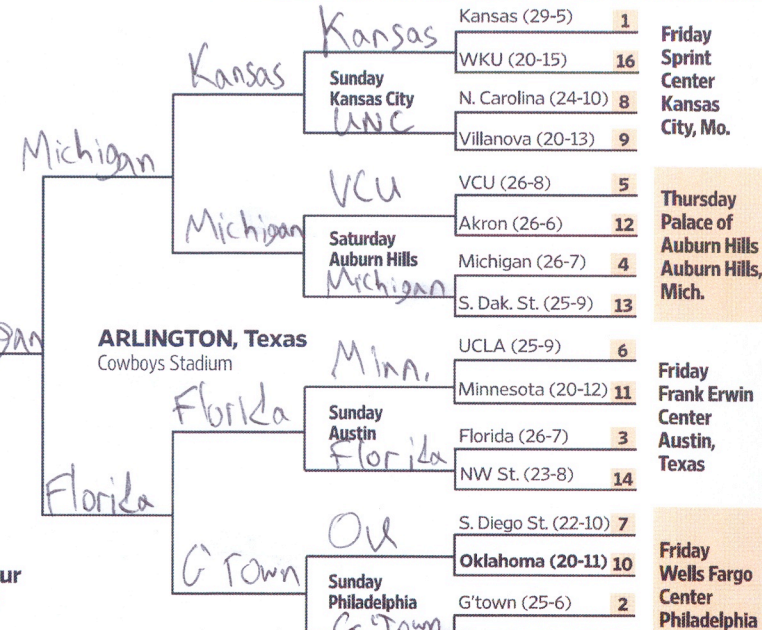 Kansas (29-5) 1
Kansas
WKU (20-15) 16
Friday
Sprint
Center
Kansas
City, Mo.
Kansas
Sunday
Kansas City
N. Carolina (24-10) 8
UNC
Villanova (20-13) 9
Michigan
VCU (26-8) 5
VCU
Akron (26-6) 12
Thursday
Palace of
Auburn Hills
Auburn Hills,
Mich.
Michigan
Saturday
Auburn Hills
Michigan (26-7) 4
Michigan
S. Dak. St. (25-9) 13
ARLINGTON, Texas
Cowboys Stadium
UCLA (25-9) 6
Minn.
Minnesota (20-12) 11
Friday
Frank Erwin
Center
Austin,
Texas
Florida
Sunday
Austin
Florida (26-7) 3
Florida
NW St. (23-8) 14
Florida
S. Diego St. (22-10) 7
OU
Oklahoma (20-11) 10
Friday
Wells Fargo
Center
Philadelphia
G Town
Sunday
Philadelphia
G'town (25-6) 2
G'Town
ur
gan